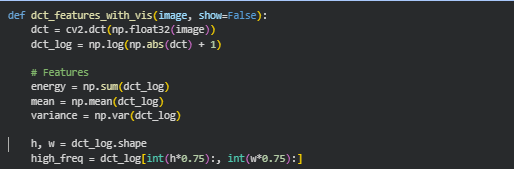 def dct_features_with_vis(image, show=False):
    dct = cv2.dct(np.float32(image))
    dct_log = np.log(np.abs(dct) + 1)

    # Features
    energy = np.sum(dct_log)
    mean = np.mean(dct_log)
    variance = np.var(dct_log)

    h, w = dct_log.shape
    high_freq = dct_log[int(h*0.75):, int(w*0.75):]